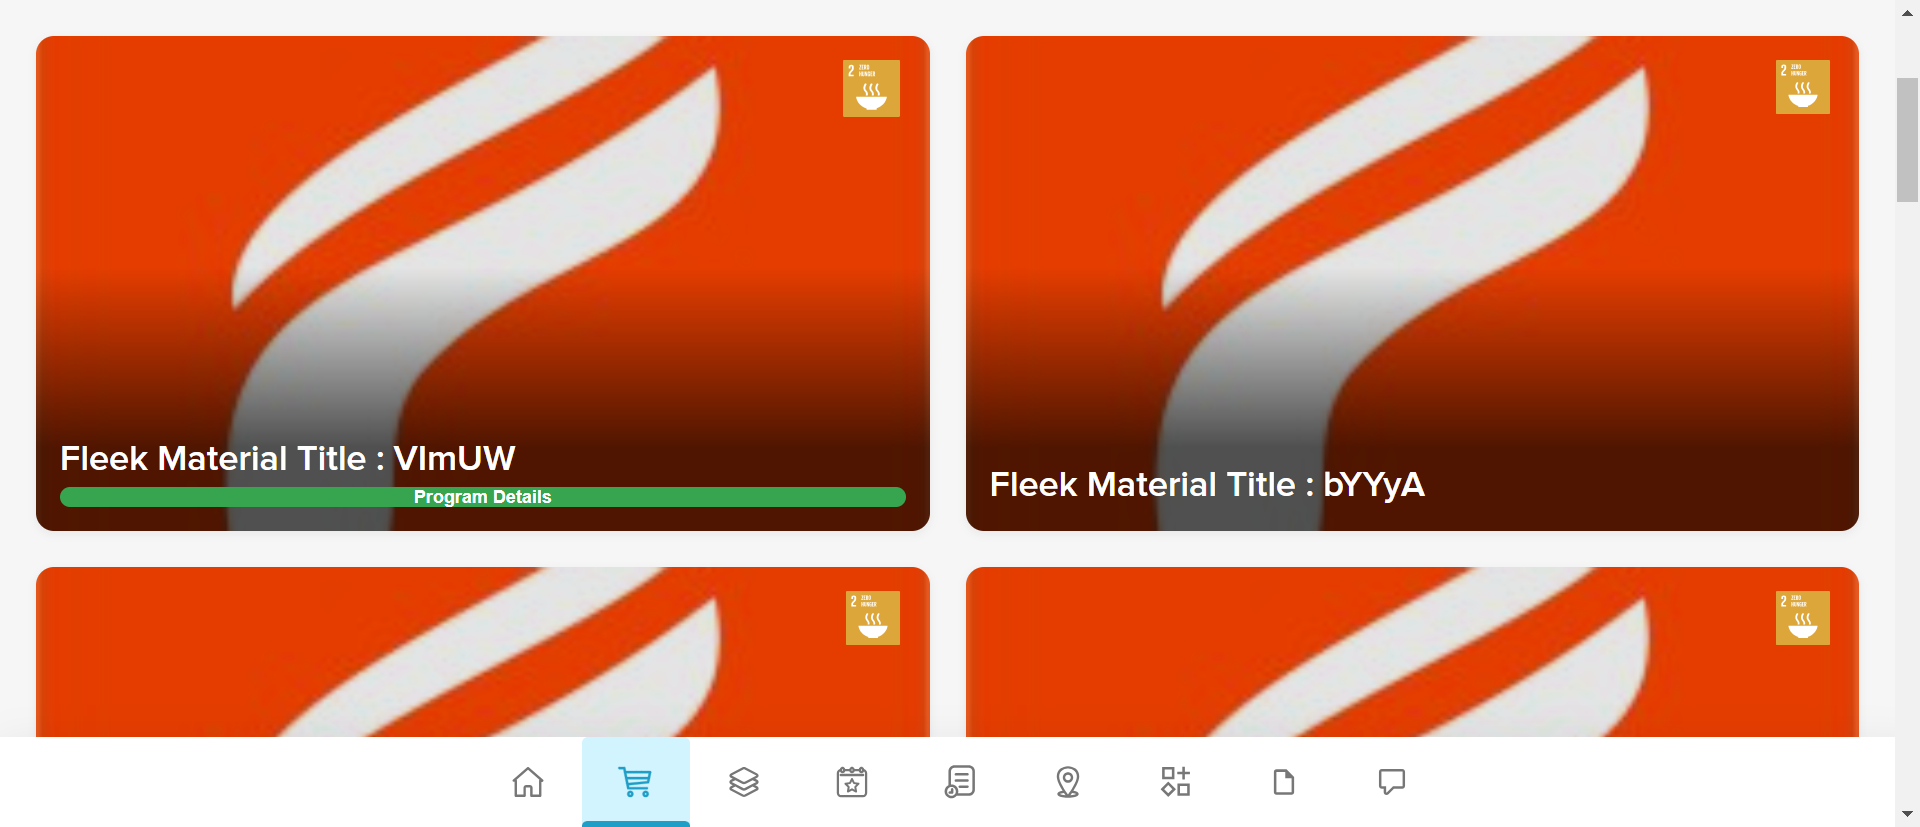 2 ZERO
HUNGER
2 ZERO
HUNGER
Fleek Material Title : VlmUW
Program Details
Fleek Material Title : bYYyA
2 ZERO
HUNGER
2 ZERO
HUNGER